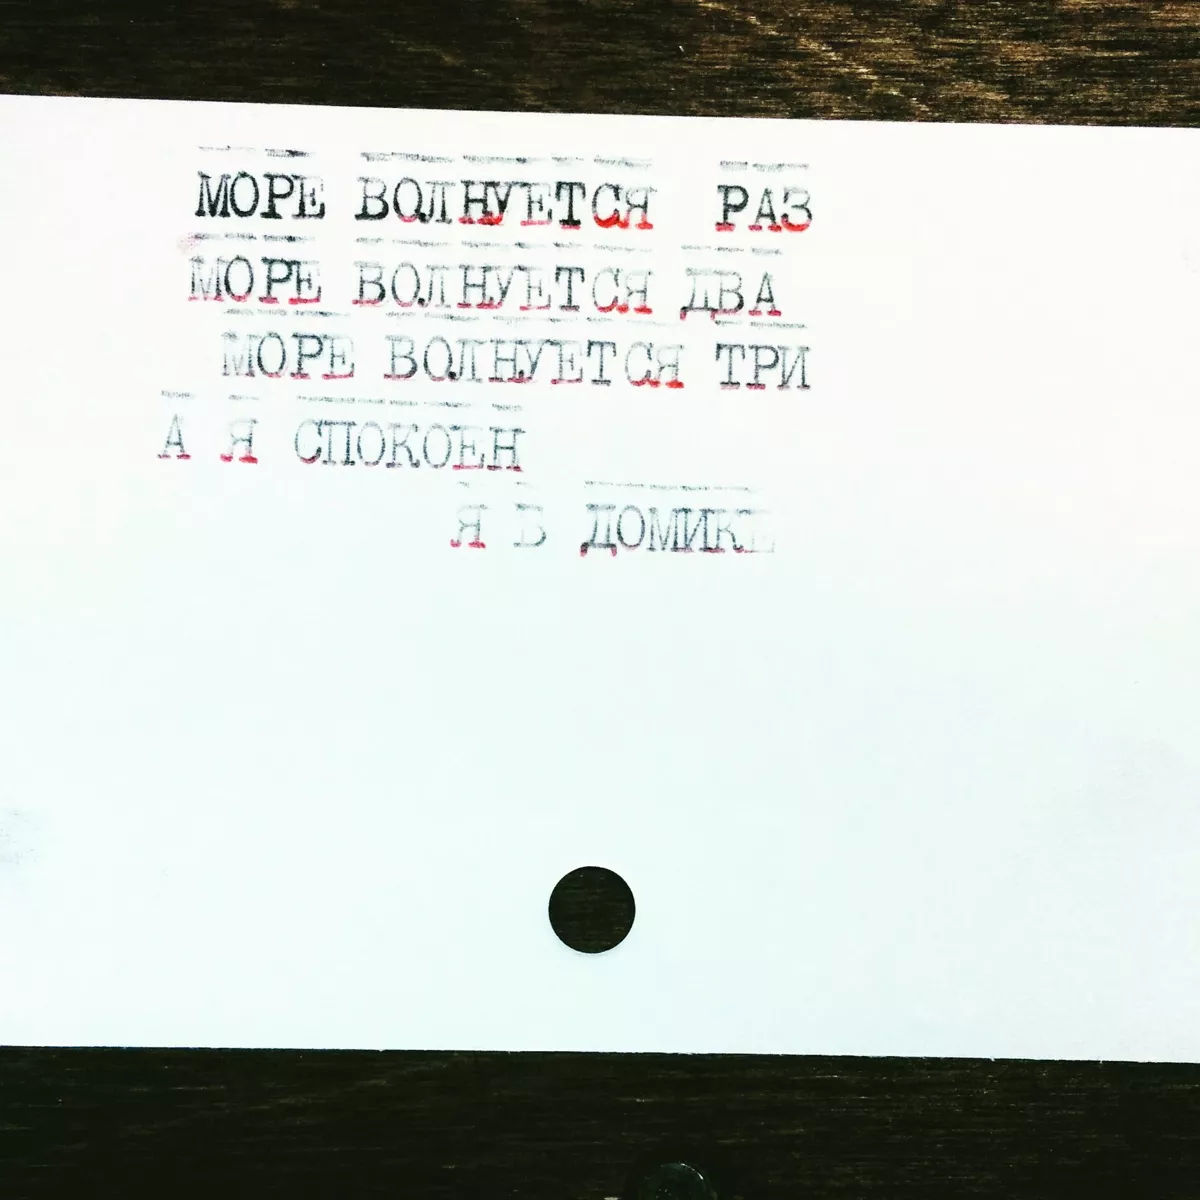 МОРЕ ВОЛНУЕТСЯ РАЗ
МОРЕ ВОЛНУЕТСЯ ДВА
МОРЕ ВОЛНУЕТСЯ ТРИ
А Я СПОКОЕН
Я В ДОМИКЕ